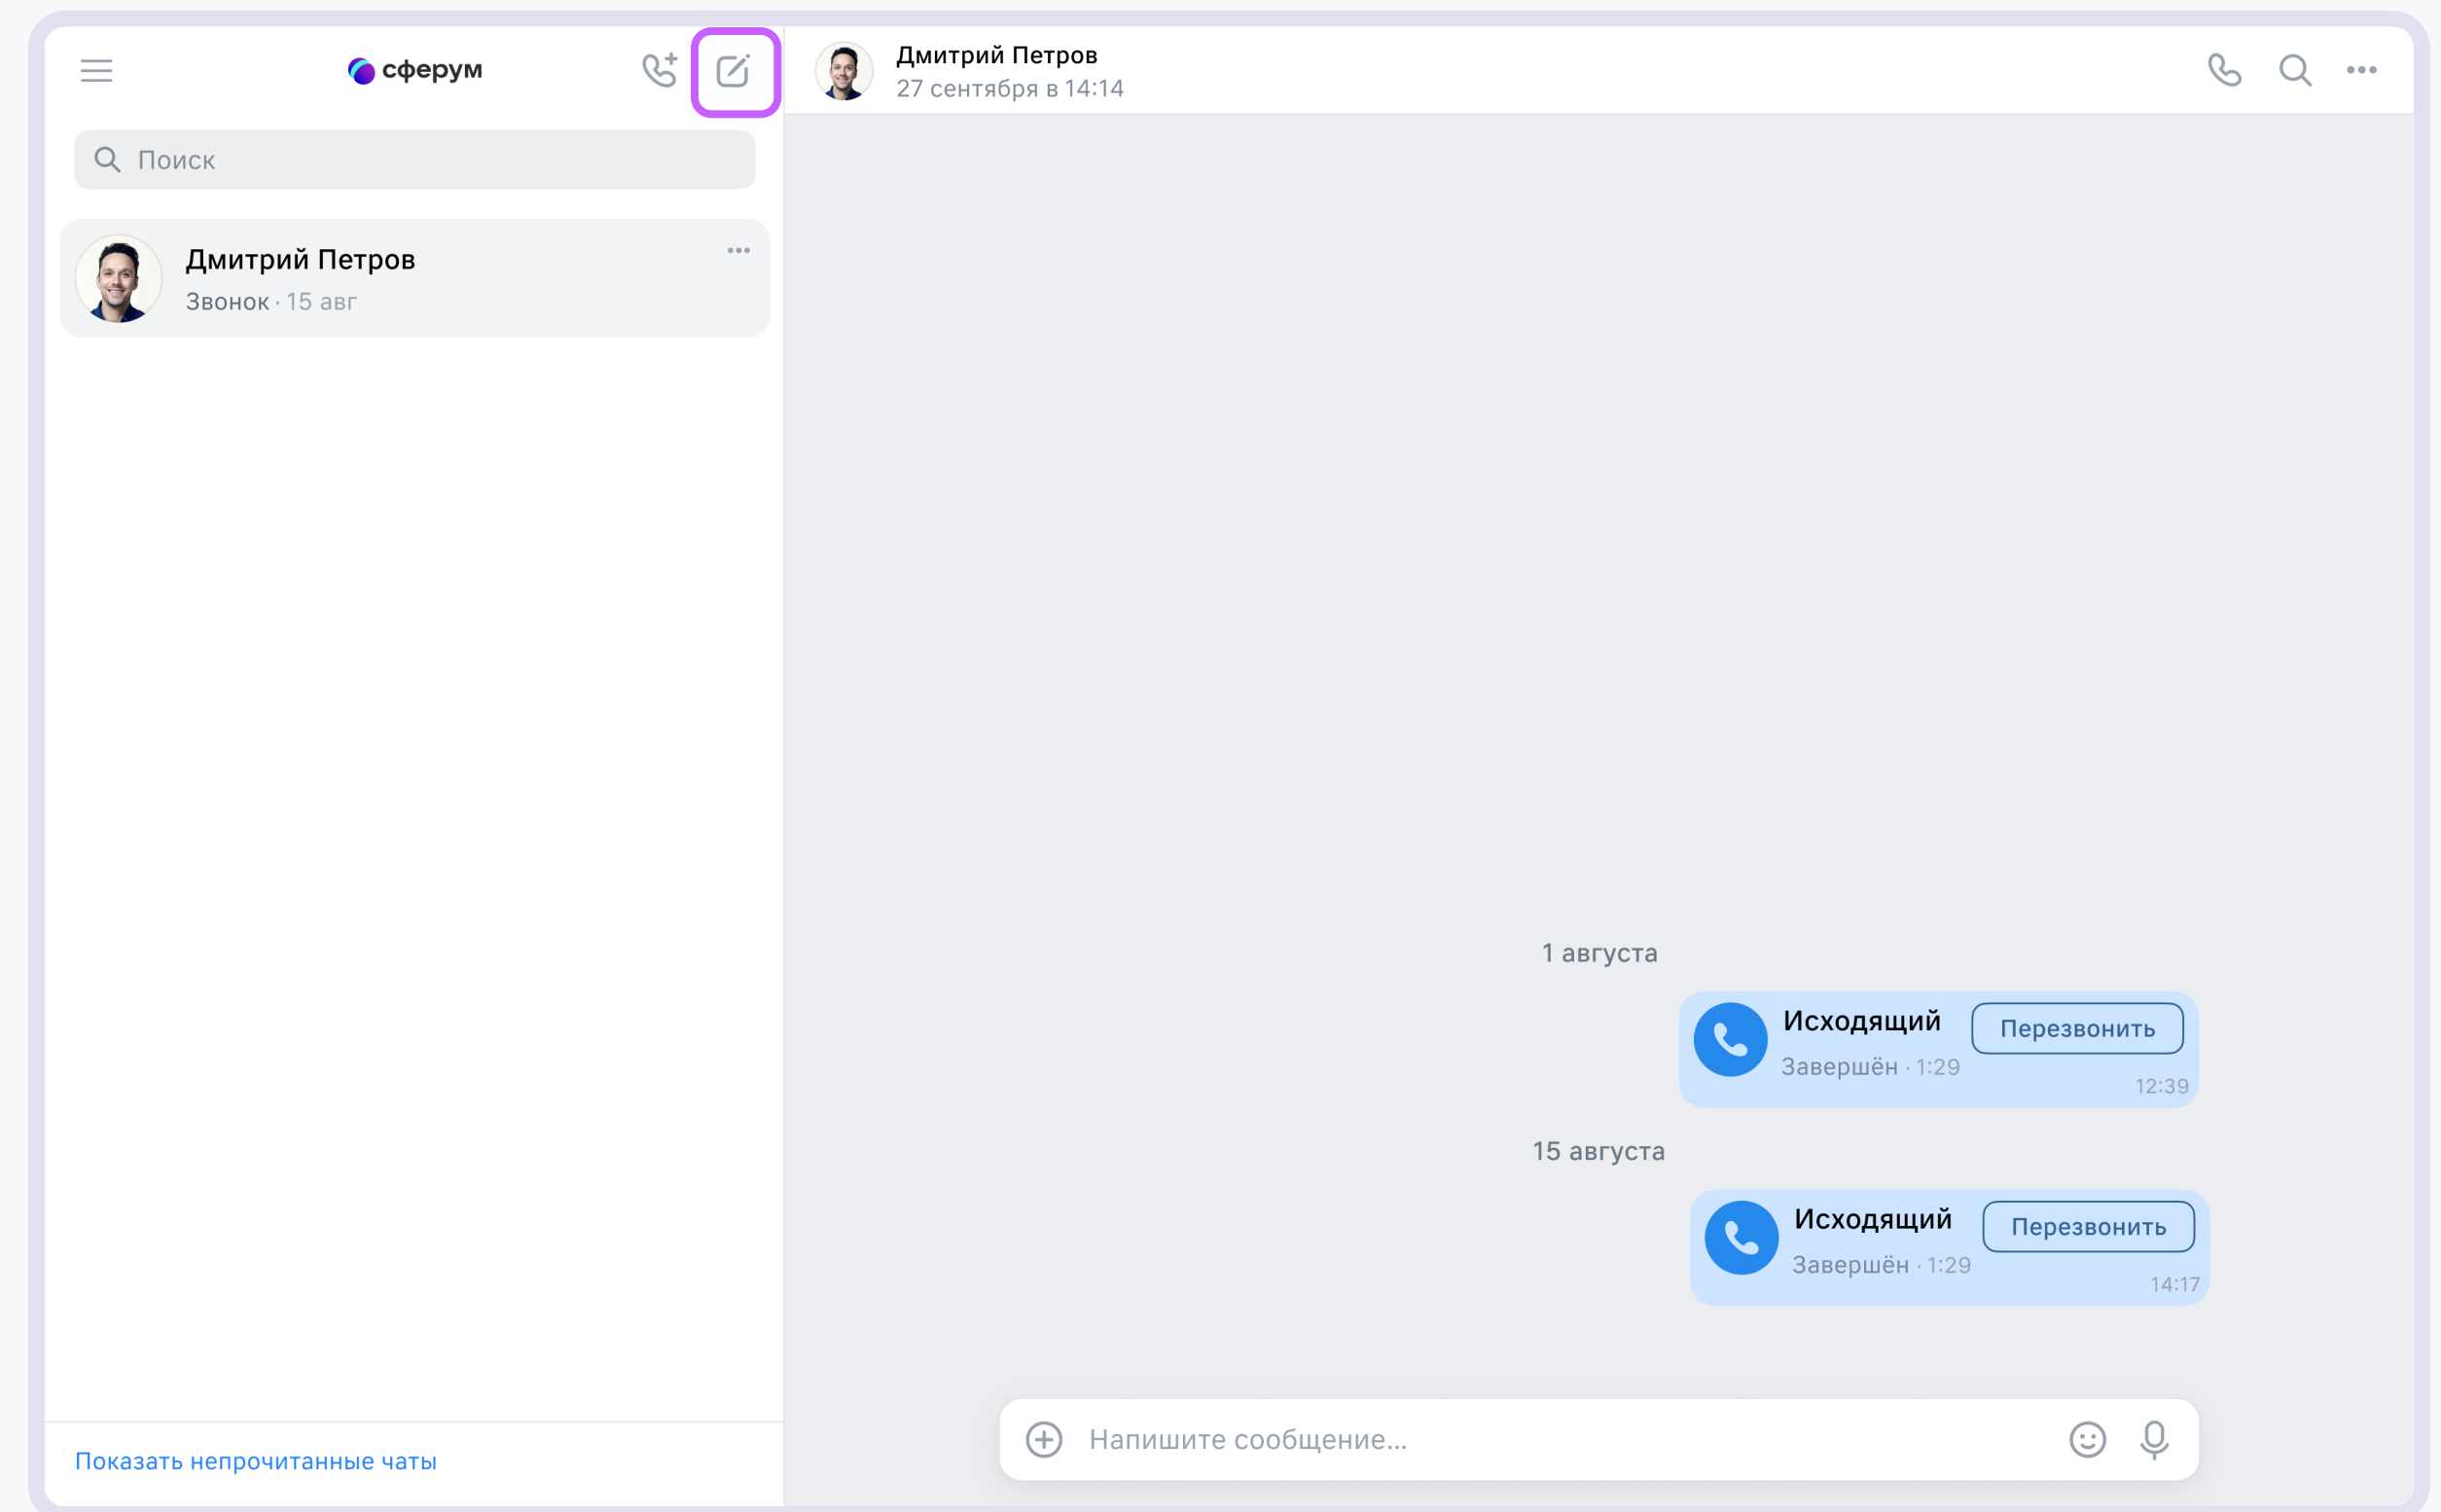 сферум
Поиск
Дмитрий Петров
Звонок · 15 авг
Показать непрочитанные чаты
Дмитрий Петров
27 сентября в 14:14
1 августа
Исходящий
Перезвонить
Завершён · 1:29
12:39
15 августа
Исходящий
Перезвонить
Завершён · 1:29
14:17
Напишите сообщение...